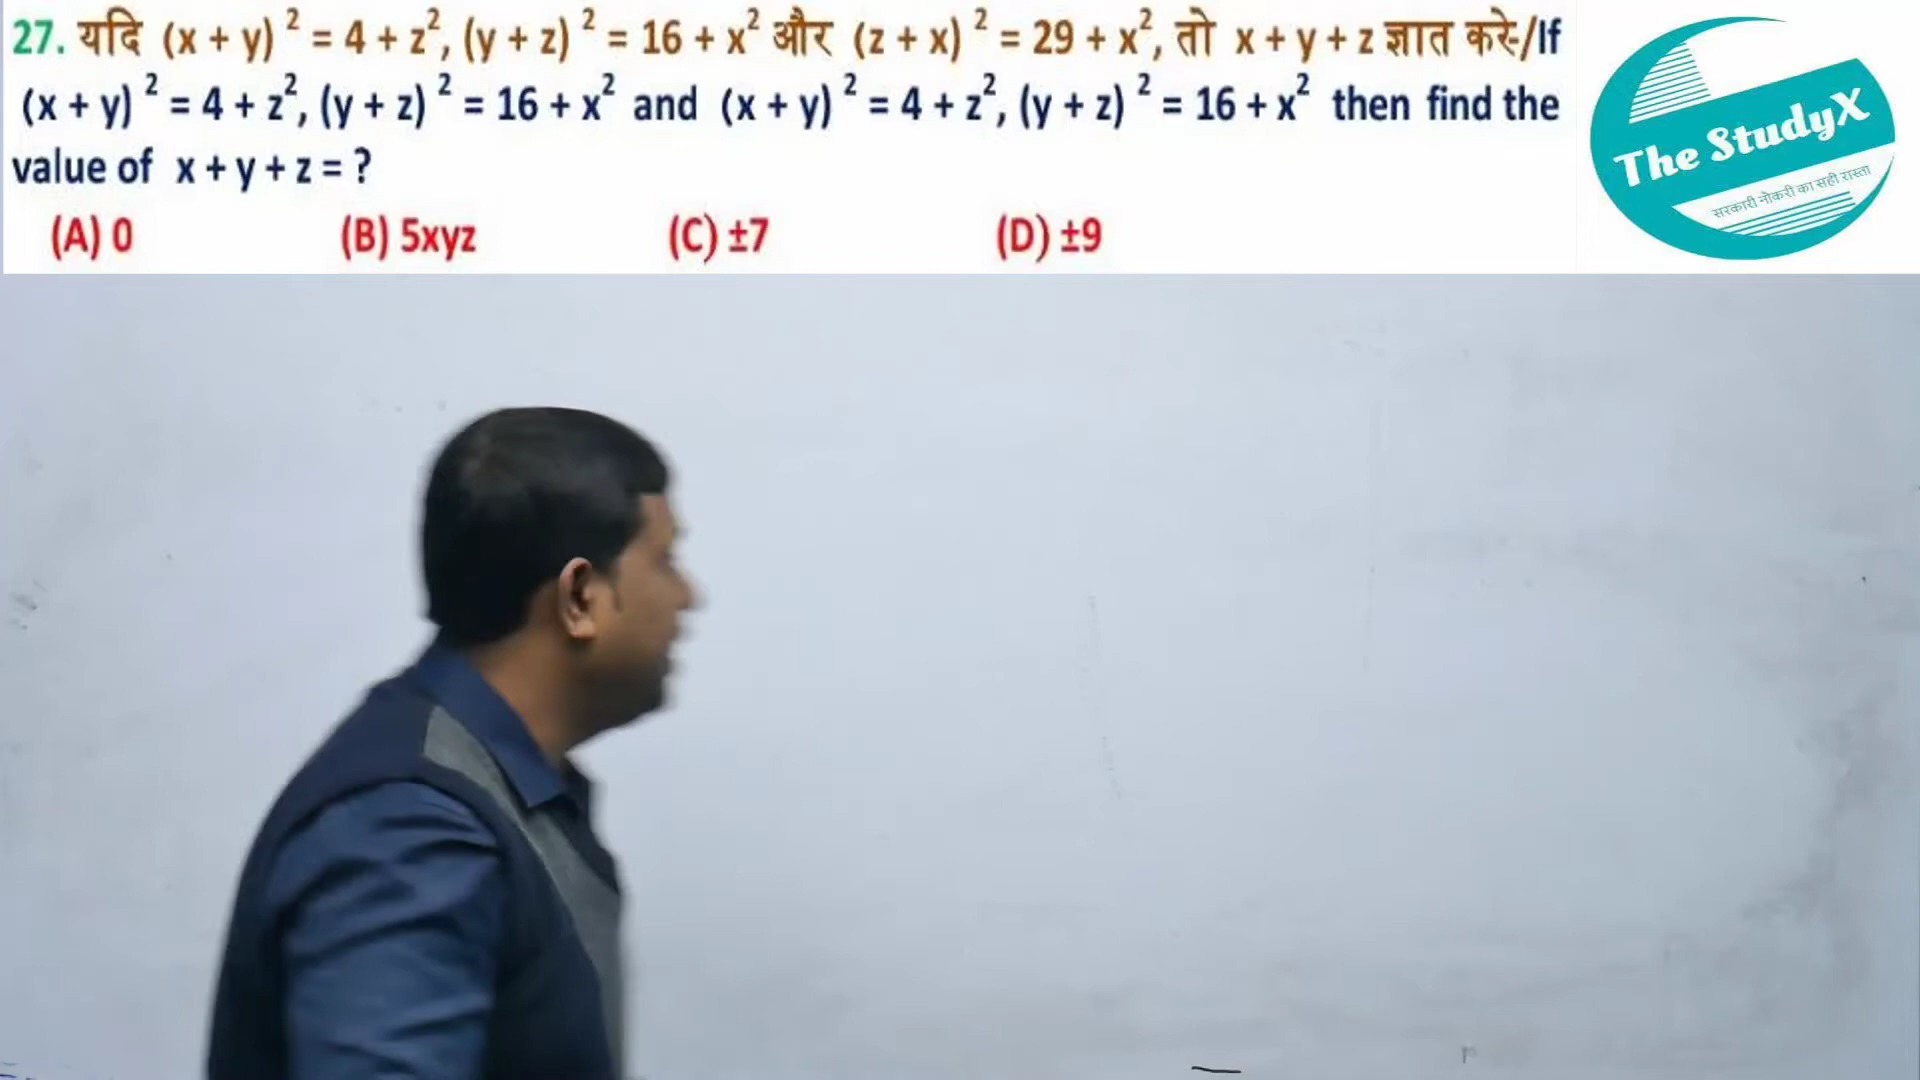 27. यदि (x + y)² = 4 + z², (y + z)² = 16 + x² और (z + x)² = 29 + x², तो x + y + z ज्ञात करे-/If
(x + y)² = 4 + z², (y + z)² = 16 + x² and (x + y)² = 4 + z², (y + z)² = 16 + x² then find the
value of x + y + z = ?
(A) 0 (B) 5xyz (C) ±7 (D) ±9
The StudyX
सरकारी नौकरी का सही रास्ता